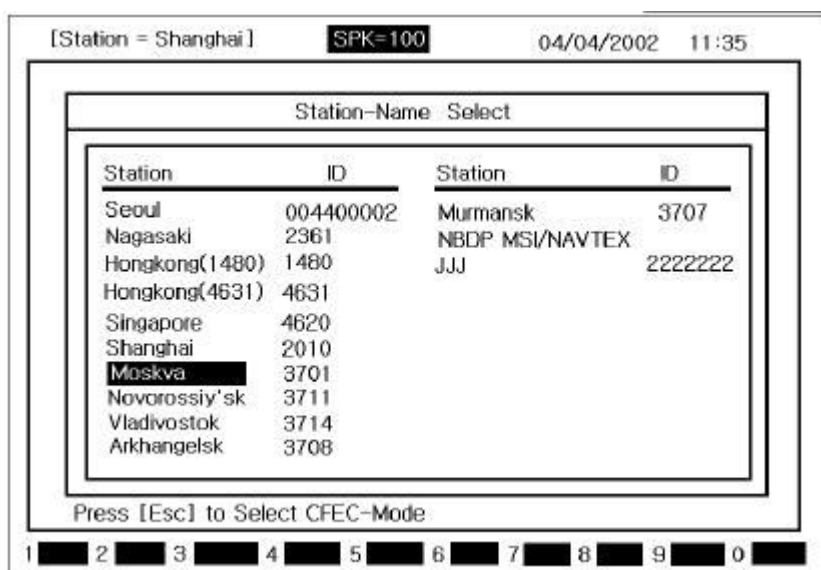 [Station = Shanghai] SPK=100 04/04/2002 11:35
Station-Name Select
Station ID Station ID
Seoul 004400002 Murmansk 3707
Nagasaki 2361 NBDP MSI/NAVTEX
Hongkong(1480) 1480 JJJ 2222222
Hongkong(4631) 4631
Singapore 4620
Shanghai 2010
Moskva 3701
Novorossiy'sk 3711
Vladivostok 3714
Arkhangelsk 3708
Press [Esc] to Select CFEC-Mode
1 2 3 4 5 6 7 8 9 0